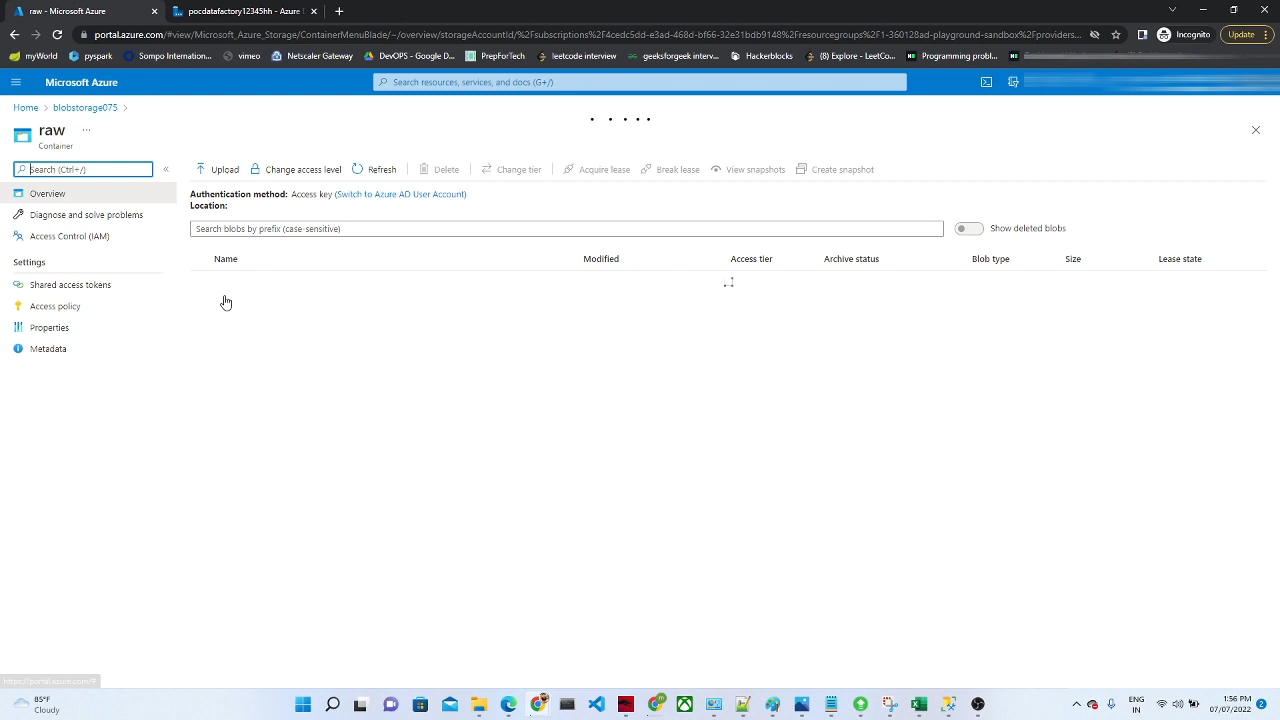 raw - Microsoft Azure
pocdatafactory12345hh - Azure
portal.azure.com/#view/Microsoft_Azure_Storage/ContainerMenuBlade/~/overview/storageAccountId/%2Fsubscriptions%2F4cedc5dd-e3ad-468d-bf66-32e31bdb9148%2Fresourcegroups%2F1-360128ad-playground-sandbox%2Fproviders...
Incognito
Update
myWorld
pyspark
Sompo Internation...
vimeo
Netscaler Gateway
DevOPS - Google D...
PrepForTech
leetcode interview
geeksforgeek interv...
Hackerblocks
(8) Explore - LeetCo...
Programming probl...
Microsoft Azure
Search resources, services, and docs (G+/)
Home > blobstorage075 >
raw ...
Container
Search (Ctrl+/)
«
Upload
Change access level
Refresh
Delete
Change tier
Acquire lease
Break lease
View snapshots
Create snapshot
Overview
Diagnose and solve problems
Access Control (IAM)
Settings
Shared access tokens
Access policy
Properties
Metadata
Authentication method: Access key (Switch to Azure AD User Account)
Location:
Search blobs by prefix (case-sensitive)
Show deleted blobs
Name
Modified
Access tier
Archive status
Blob type
Size
Lease state
https://portal.azure.com/#
85°F
Cloudy
ENG
IN
1:56 PM
07/07/2022
2